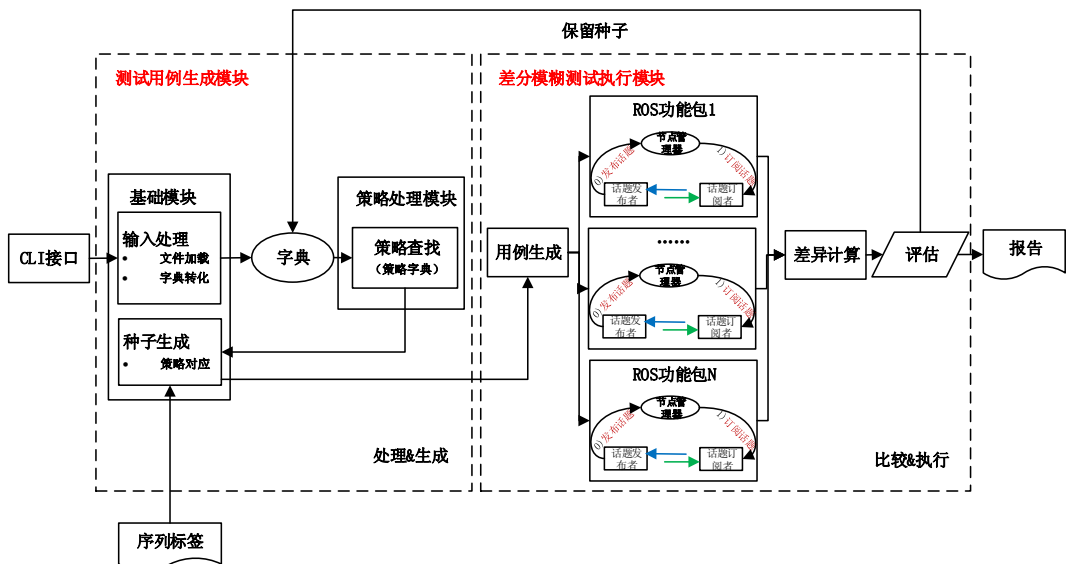 保留种子
测试用例生成模块
差分模糊测试执行模块
CLI接口
基础模块
输入处理
• 文件加载
• 字典转化
种子生成
• 策略对应
字典
策略处理模块
策略查找
(策略字典)
处理&生成
序列标签
用例生成
ROS功能包1
节点管
理器
0)发布话题
1)订阅话题
话题发
布者
话题订
阅者
……
节点管
理器
0)发布话题
1)订阅话题
话题发
布者
话题订
阅者
ROS功能包N
节点管
理器
0)发布话题
1)订阅话题
话题发
布者
话题订
阅者
差异计算
评估
报告
比较&执行